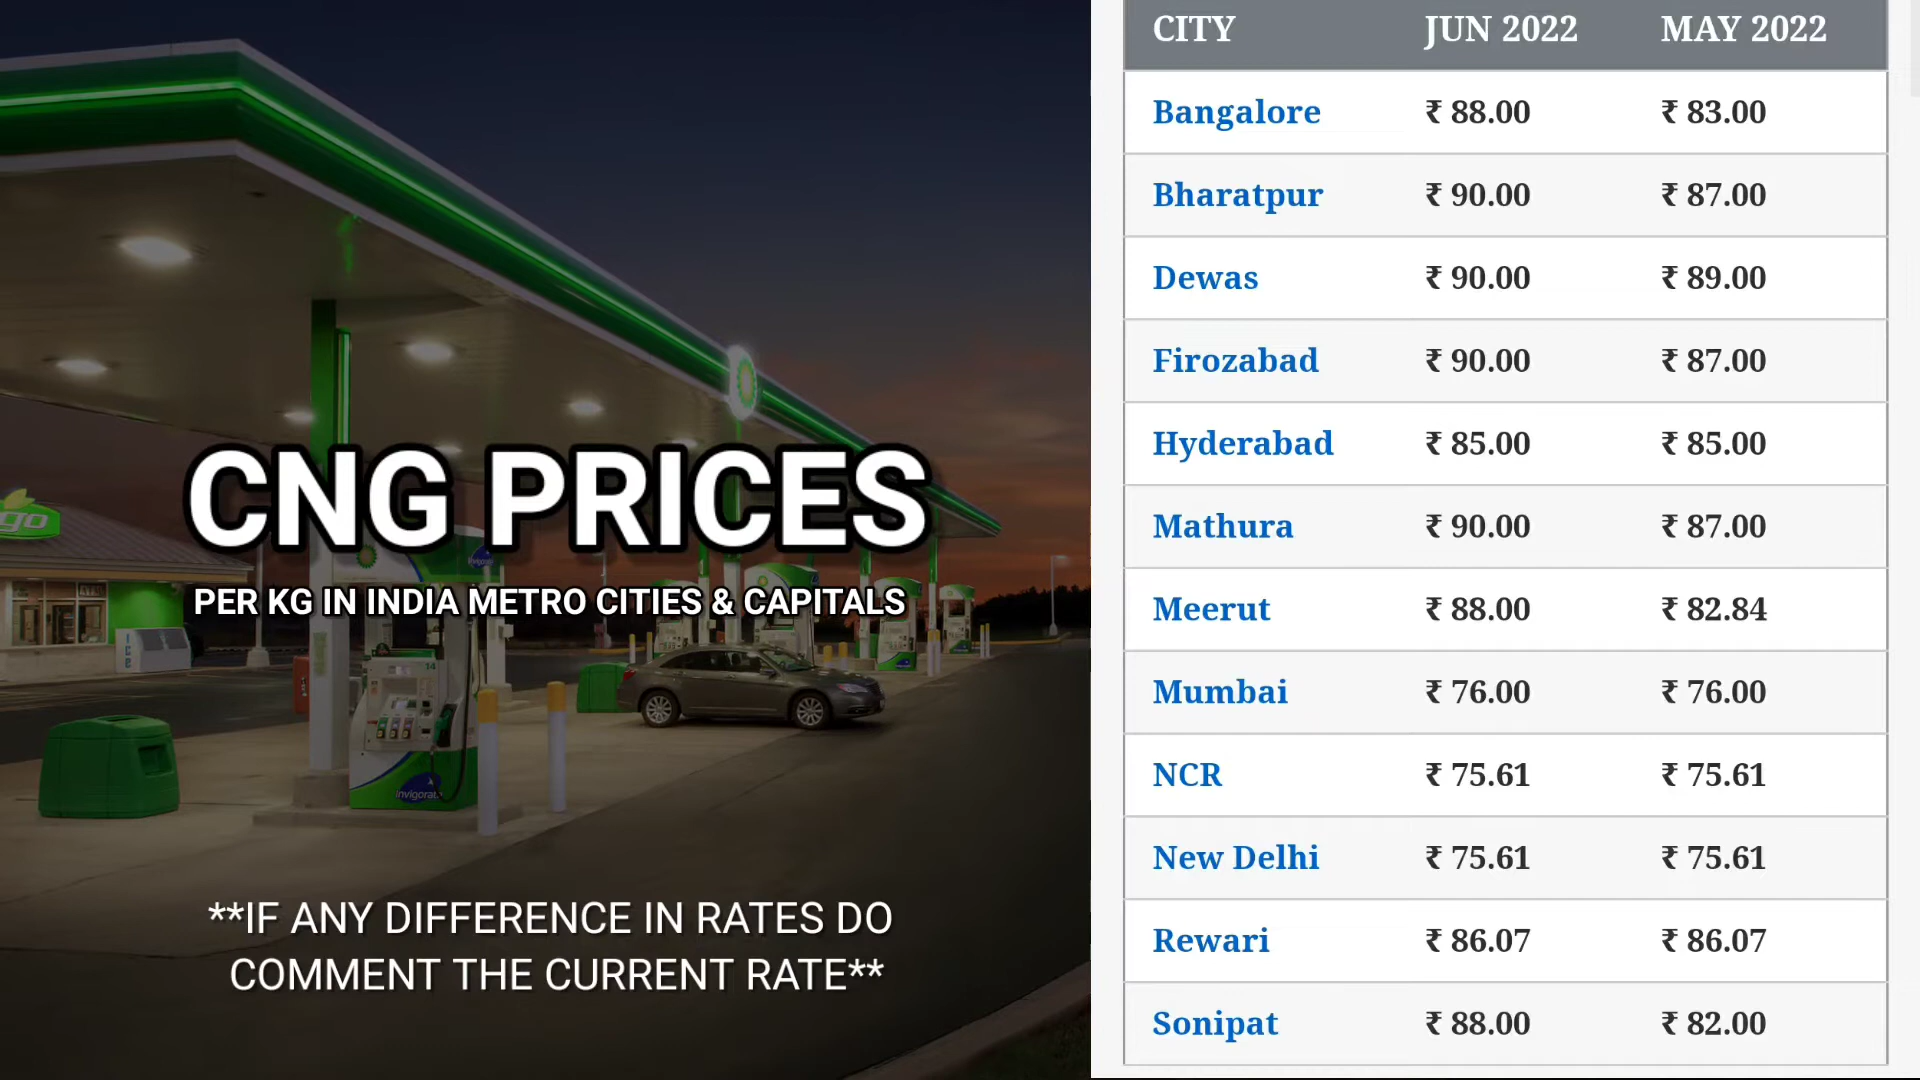 CNG PRICES
PER KG IN INDIA METRO CITIES & CAPITALS
**IF ANY DIFFERENCE IN RATES DO
COMMENT THE CURRENT RATE**
go
ICE
14
invigorate
CITY JUN 2022 MAY 2022
Bangalore ₹ 88.00 ₹ 83.00
Bharatpur ₹ 90.00 ₹ 87.00
Dewas ₹ 90.00 ₹ 89.00
Firozabad ₹ 90.00 ₹ 87.00
Hyderabad ₹ 85.00 ₹ 85.00
Mathura ₹ 90.00 ₹ 87.00
Meerut ₹ 88.00 ₹ 82.84
Mumbai ₹ 76.00 ₹ 76.00
NCR ₹ 75.61 ₹ 75.61
New Delhi ₹ 75.61 ₹ 75.61
Rewari ₹ 86.07 ₹ 86.07
Sonipat ₹ 88.00 ₹ 82.00